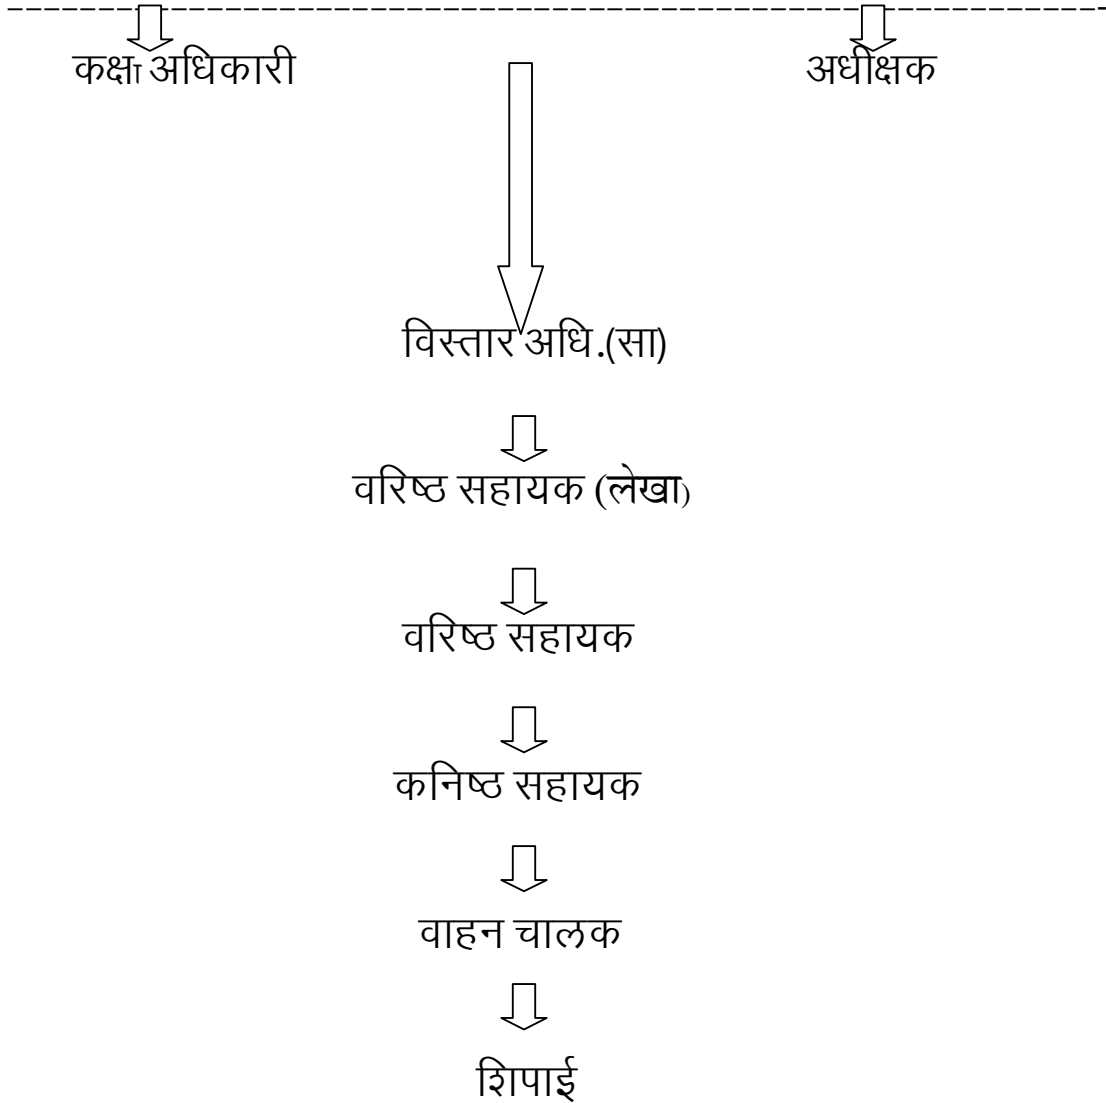 कक्षा अधिकारी अधीक्षक
विस्तार अधि.(सा)
वरिष्ठ सहायक (लेखा)
वरिष्ठ सहायक
कनिष्ठ सहायक
वाहन चालक
शिपाई